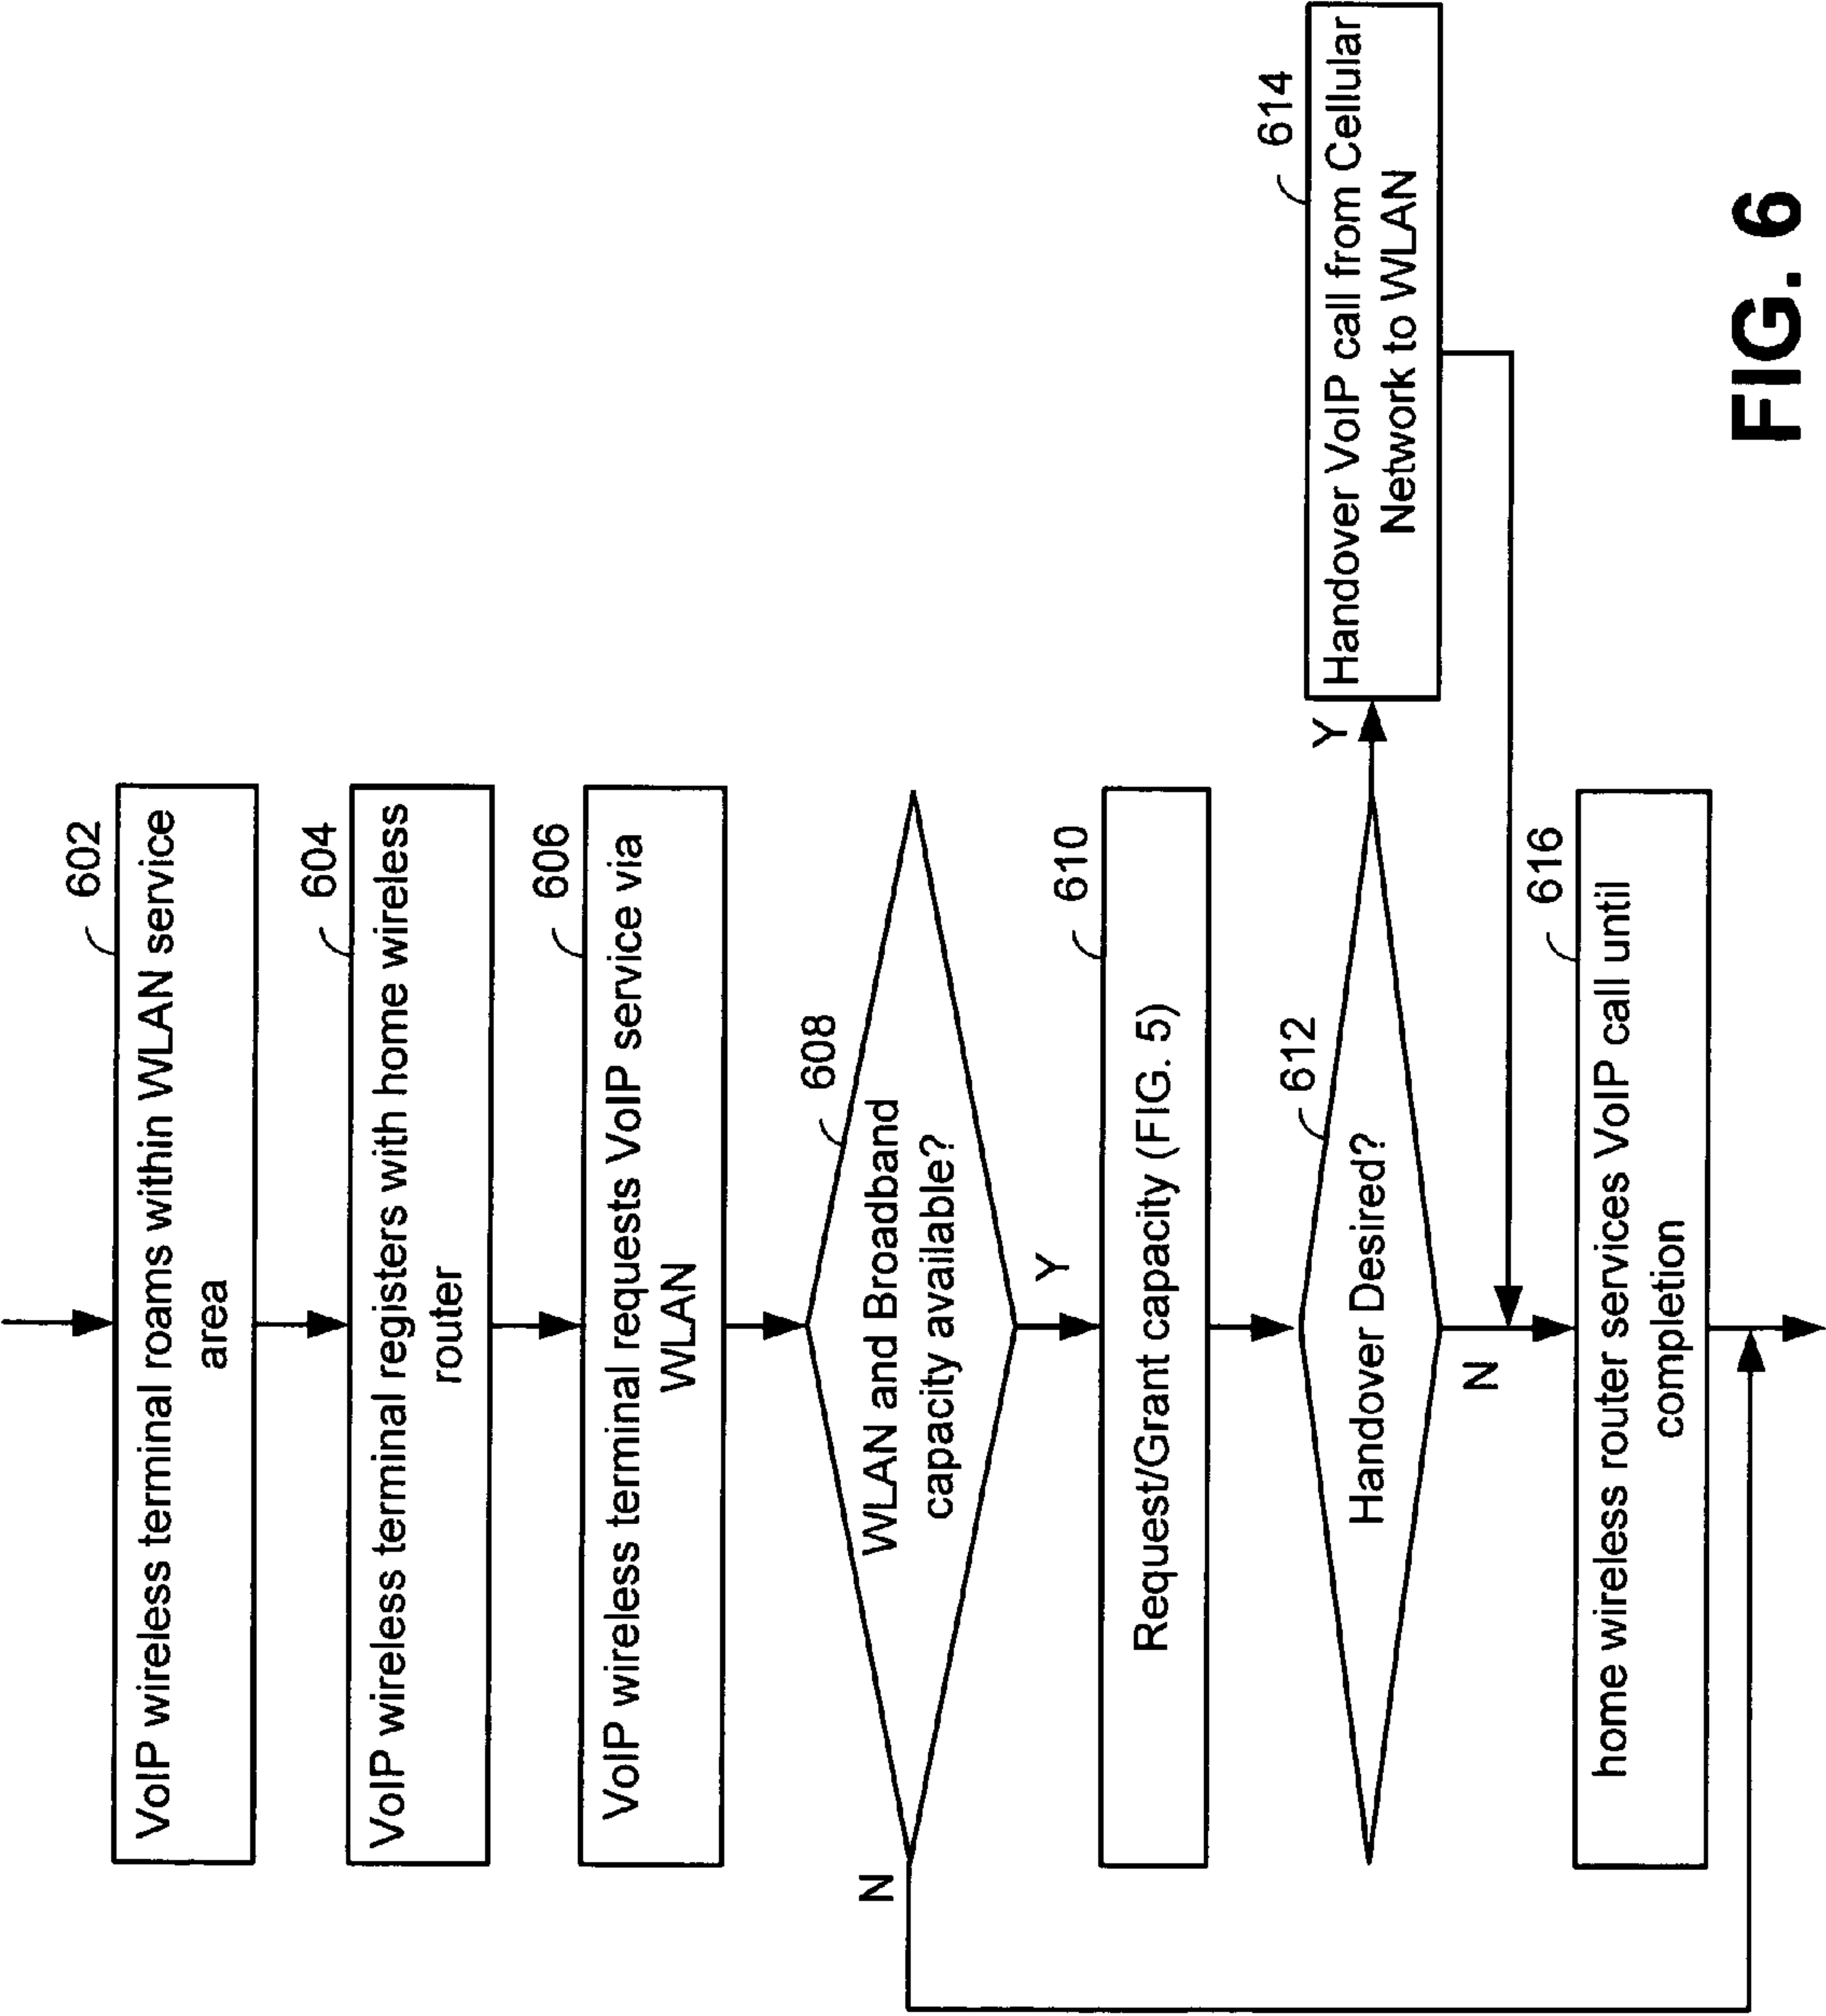 602
VoIP wireless terminal roams within WLAN service
area
604
VoIP wireless terminal registers with home wireless
router
606
VoIP wireless terminal requests VoIP service via
WLAN
608
WLAN and Broadband
capacity available?
N
Y
610
Request/Grant capacity (FIG. 5)
612
Handover Desired?
Y
N
614
Handover VoIP call from Cellular
Network to WLAN
616
home wireless router services VoIP call until
completion
FIG. 6